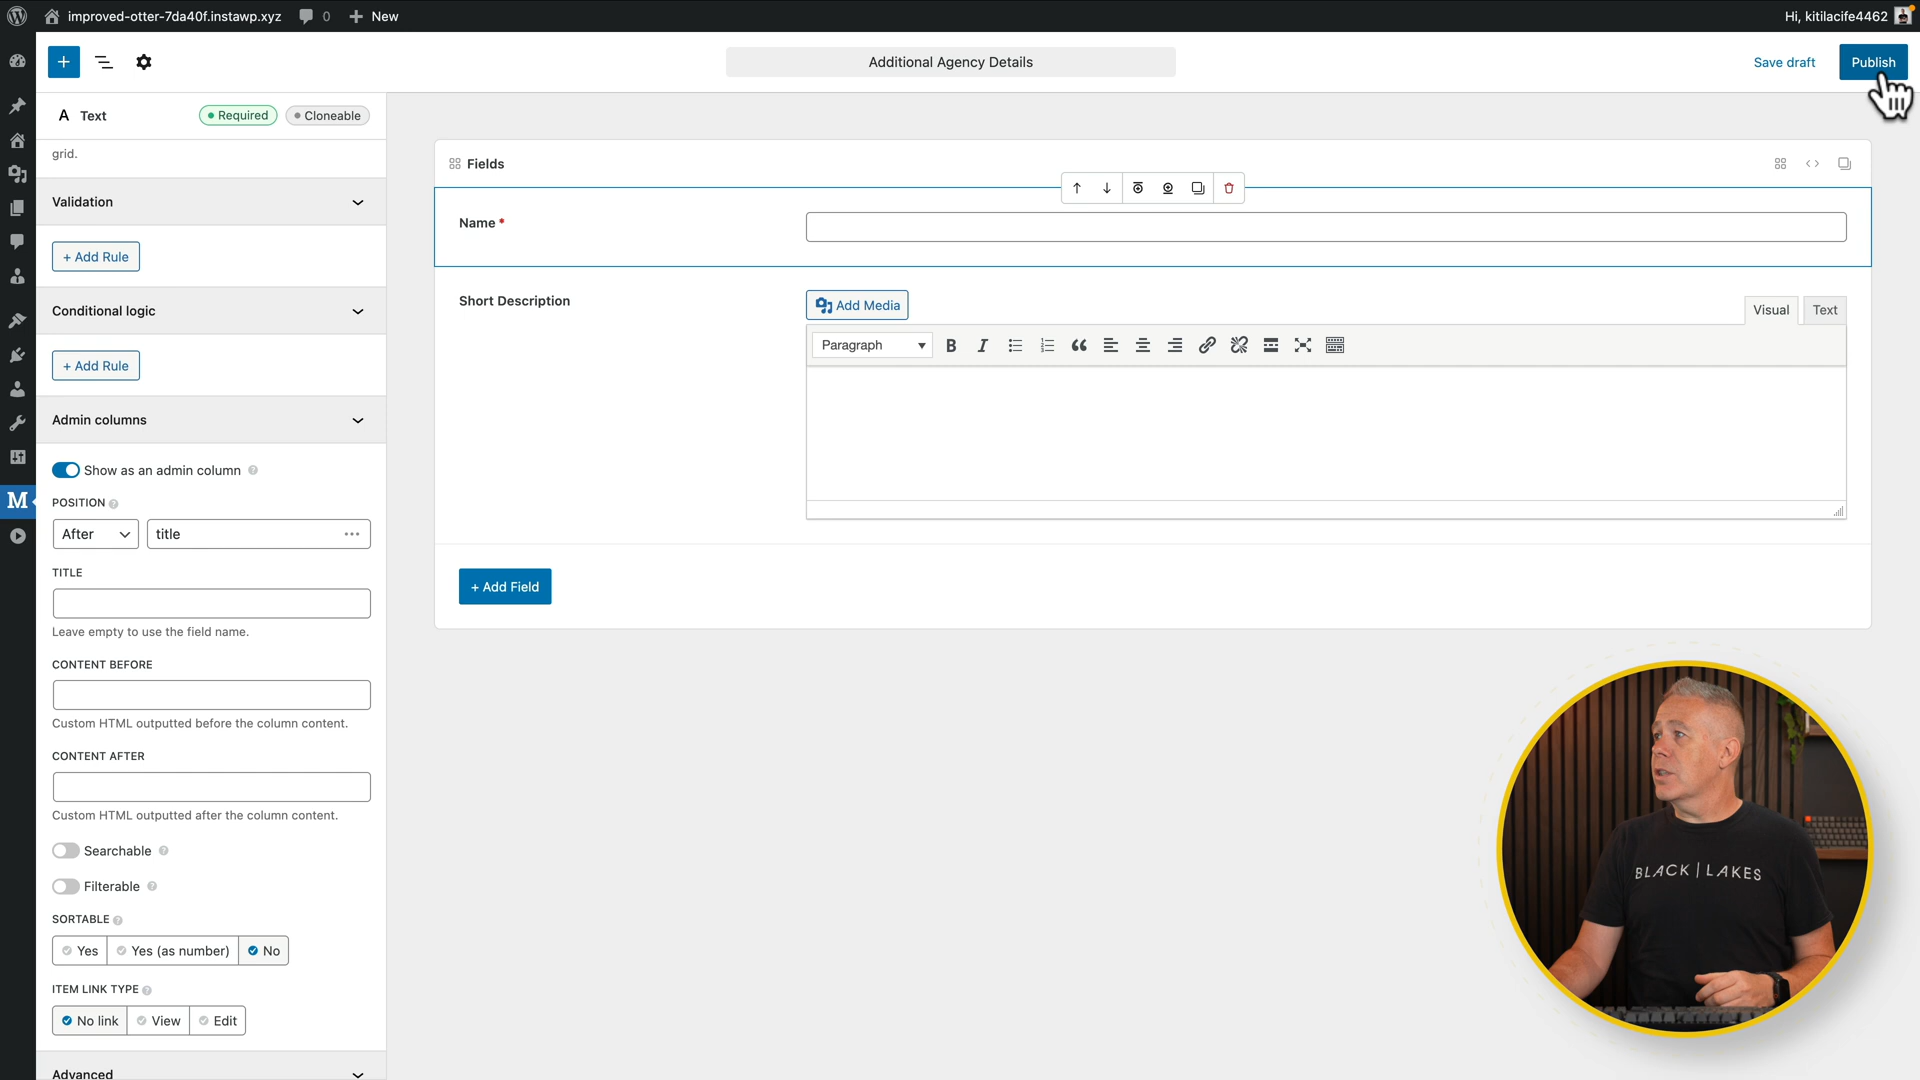 improved-otter-7da40f.instawp.xyz
0
New
Hi, kitilacife4462
Additional Agency Details
Save draft
Publish
A Text
Required
Cloneable
grid.
Validation
+ Add Rule
Conditional logic
+ Add Rule
Admin columns
Show as an admin column
POSITION
After
title
TITLE
Leave empty to use the field name.
CONTENT BEFORE
Custom HTML outputted before the column content.
CONTENT AFTER
Custom HTML outputted after the column content.
Searchable
Filterable
SORTABLE
Yes
Yes (as number)
No
ITEM LINK TYPE
No link
View
Edit
Advanced
M
Fields
Name *
Short Description
Add Media
Visual
Text
Paragraph
+ Add Field
BLACK | LAKES